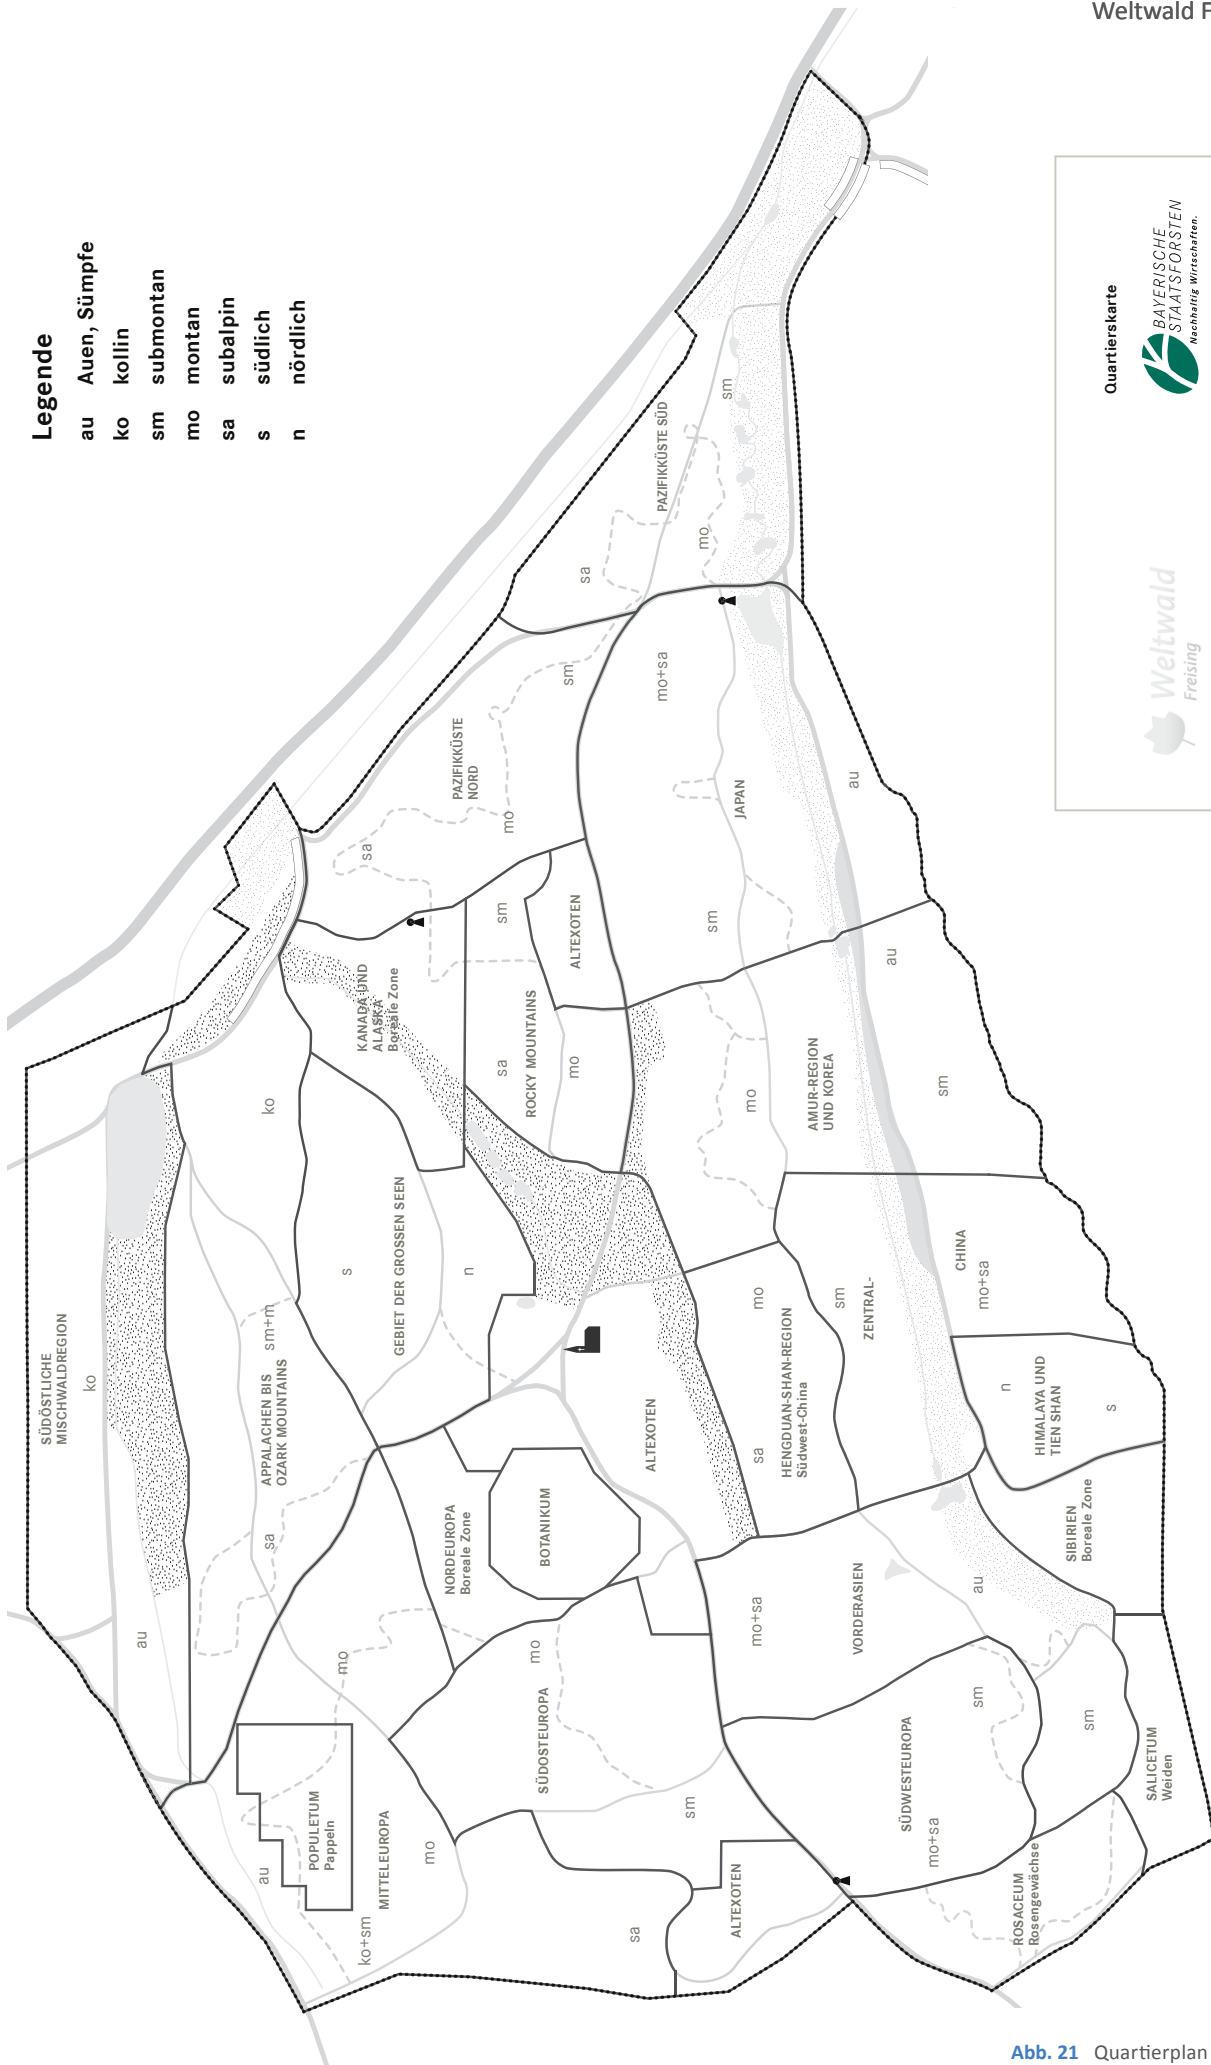 Weltwald F
Legende
au Auen, Sümpfe
ko kollin
sm submontan
mo montan
sa subalpin
s südlich
n nördlich
Quartierskarte
BAYERISCHE
STAATSFORSTEN
Nachhaltig Wirtschaften.
Weltwald
Freising
PAZIFIKKÜSTE SÜD
sm
mo
sa
PAZIFIKKÜSTE
NORD
sm
mo
sa
JAPAN
mo+sa
sm
au
ALTEXOTEN
KANADA UND
ALASKA
Boreale Zone
ROCKY MOUNTAINS
sm
sa
mo
AMUR-REGION
UND KOREA
mo
au
sm
GEBIET DER GROSSEN SEEN
s
n
SÜDÖSTLICHE
MISCHWALDREGION
ko
au
APPALACHEN BIS
OZARK MOUNTAINS
ko
sm+m
sa
ZENTRAL-
CHINA
sm
mo+sa
HENGDUAN-SHAN-REGION
Südwest-China
mo
sa
HIMALAYA UND
TIEN SHAN
n
s
SIBIRIEN
Boreale Zone
ALTEXOTEN
BOTANIKUM
NORDEUROPA
Boreale Zone
VORDERASIEN
mo+sa
au
sm
SÜDOSTEUROPA
mo
sm
sa
SÜDWESTEUROPA
sm
mo+sa
SALICETUM
Weiden
POPULETUM
Pappeln
MITTELEUROPA
mo
au
mo
ko+sm
ALTEXOTEN
ROSACEUM
Rosengewächse
Abb. 21 Quartierplan